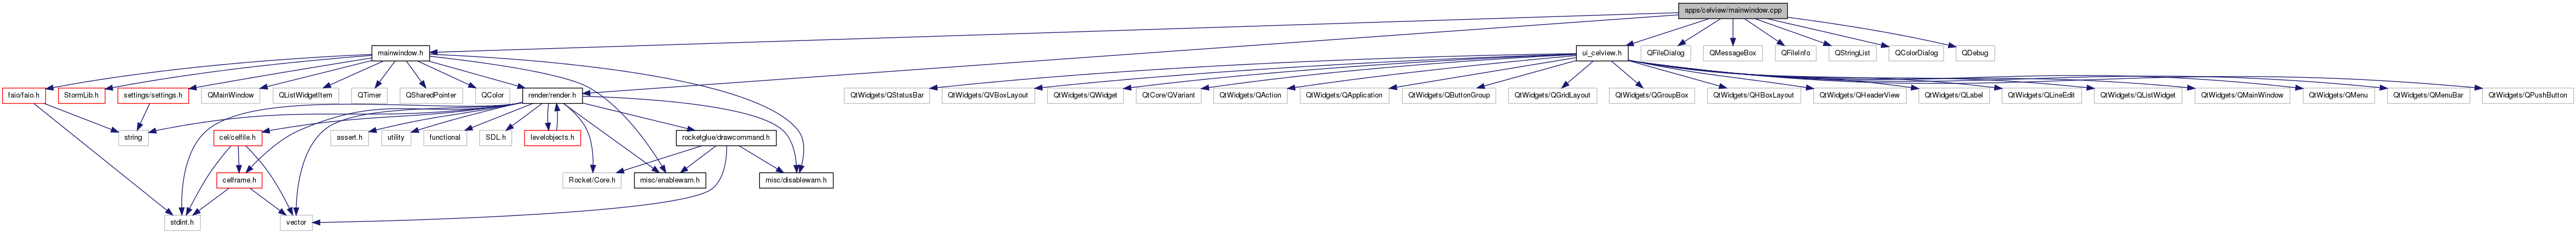 apps/celview/mainwindow.cpp
mainwindow.h
ui_celview.h
QFileDialog
QMessageBox
QFileInfo
QStringList
QColorDialog
QDebug
faio/faio.h
StormLib.h
settings/settings.h
QMainWindow
QListWidgetItem
QTimer
QSharedPointer
QColor
render/render.h
QtWidgets/QStatusBar
QtWidgets/QVBoxLayout
QtWidgets/QWidget
QtCore/QVariant
QtWidgets/QAction
QtWidgets/QApplication
QtWidgets/QButtonGroup
QtWidgets/QGridLayout
QtWidgets/QGroupBox
QtWidgets/QHBoxLayout
QtWidgets/QHeaderView
QtWidgets/QLabel
QtWidgets/QLineEdit
QtWidgets/QListWidget
QtWidgets/QMainWindow
QtWidgets/QMenu
QtWidgets/QMenuBar
QtWidgets/QPushButton
string
cel/celfile.h
assert.h
utility
functional
SDL.h
levelobjects.h
rocketglue/drawcommand.h
celframe.h
Rocket/Core.h
misc/enablewarn.h
misc/disablewarn.h
stdint.h
vector